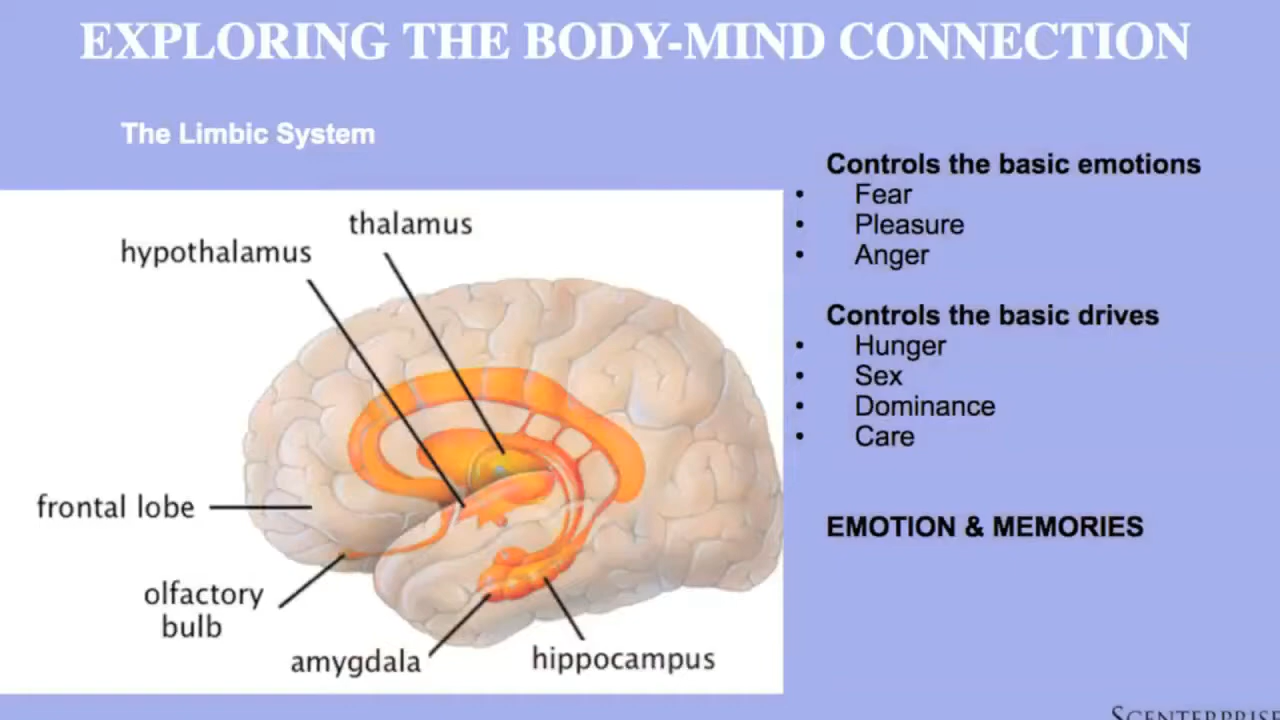 EXPLORING THE BODY-MIND CONNECTION
The Limbic System
thalamus
hypothalamus
frontal lobe
olfactory
bulb
amygdala
hippocampus
Controls the basic emotions
• Fear
• Pleasure
• Anger
Controls the basic drives
• Hunger
• Sex
• Dominance
• Care
EMOTION & MEMORIES
SCENTERPRISE